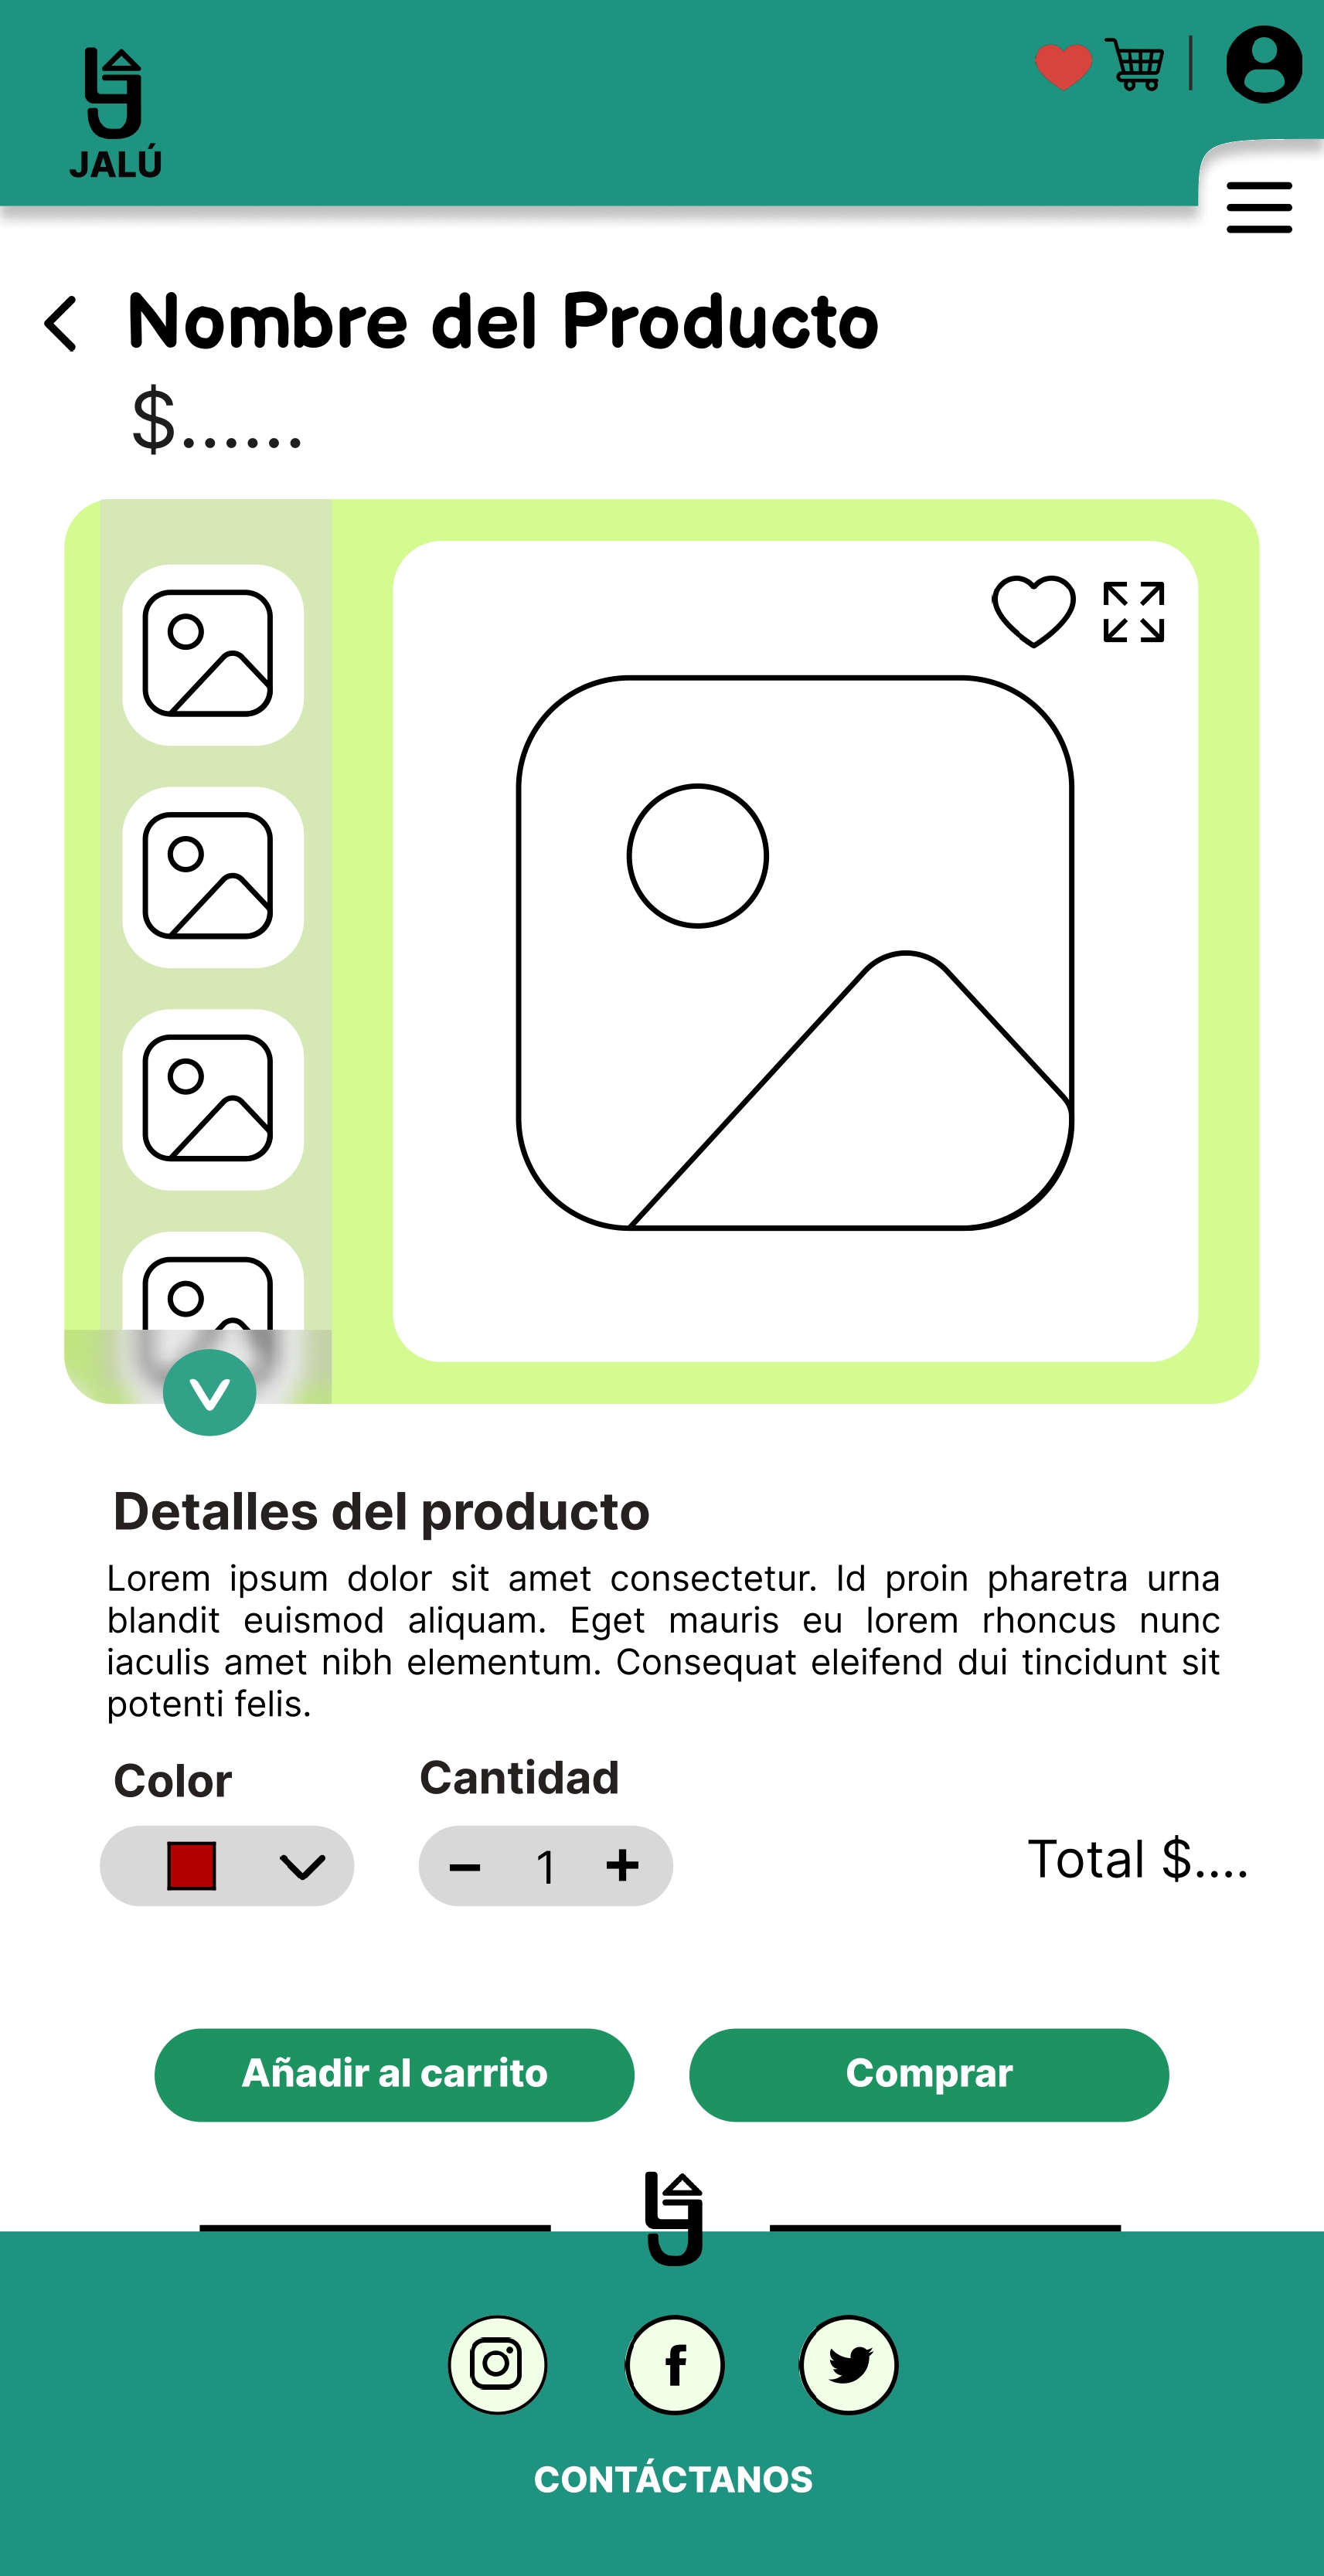 JALÚ
Nombre del Producto
$......
Detalles del producto
Lorem ipsum dolor sit amet consectetur. Id proin pharetra urna
blandit euismod aliquam. Eget mauris eu lorem rhoncus nunc
iaculis amet nibh elementum. Consequat eleifend dui tincidunt sit
potenti felis.
Color
Cantidad
− 1 +
Total $....
Añadir al carrito
Comprar
CONTÁCTANOS